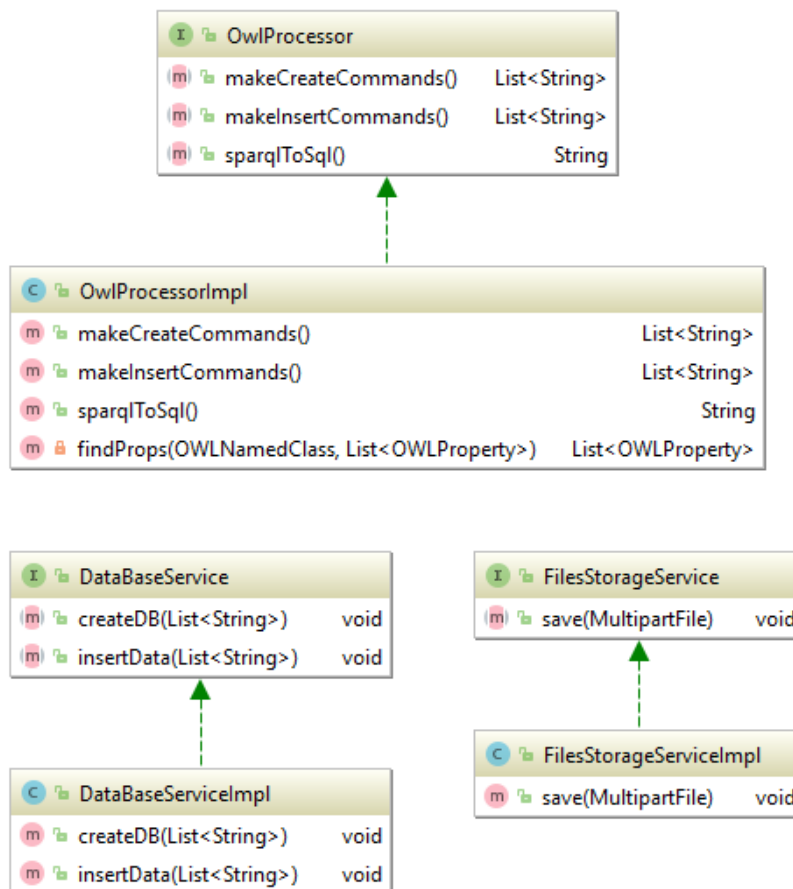 I OwlProcessor
m makeCreateCommands() List<String>
m makeInsertCommands() List<String>
m sparqlToSql() String
C OwlProcessorImpl
m makeCreateCommands() List<String>
m makeInsertCommands() List<String>
m sparqlToSql() String
m findProps(OWLNamedClass, List<OWLProperty>) List<OWLProperty>
I DataBaseService
m createDB(List<String>) void
m insertData(List<String>) void
I FilesStorageService
m save(MultipartFile) void
C DataBaseServiceImpl
m createDB(List<String>) void
m insertData(List<String>) void
C FilesStorageServiceImpl
m save(MultipartFile) void